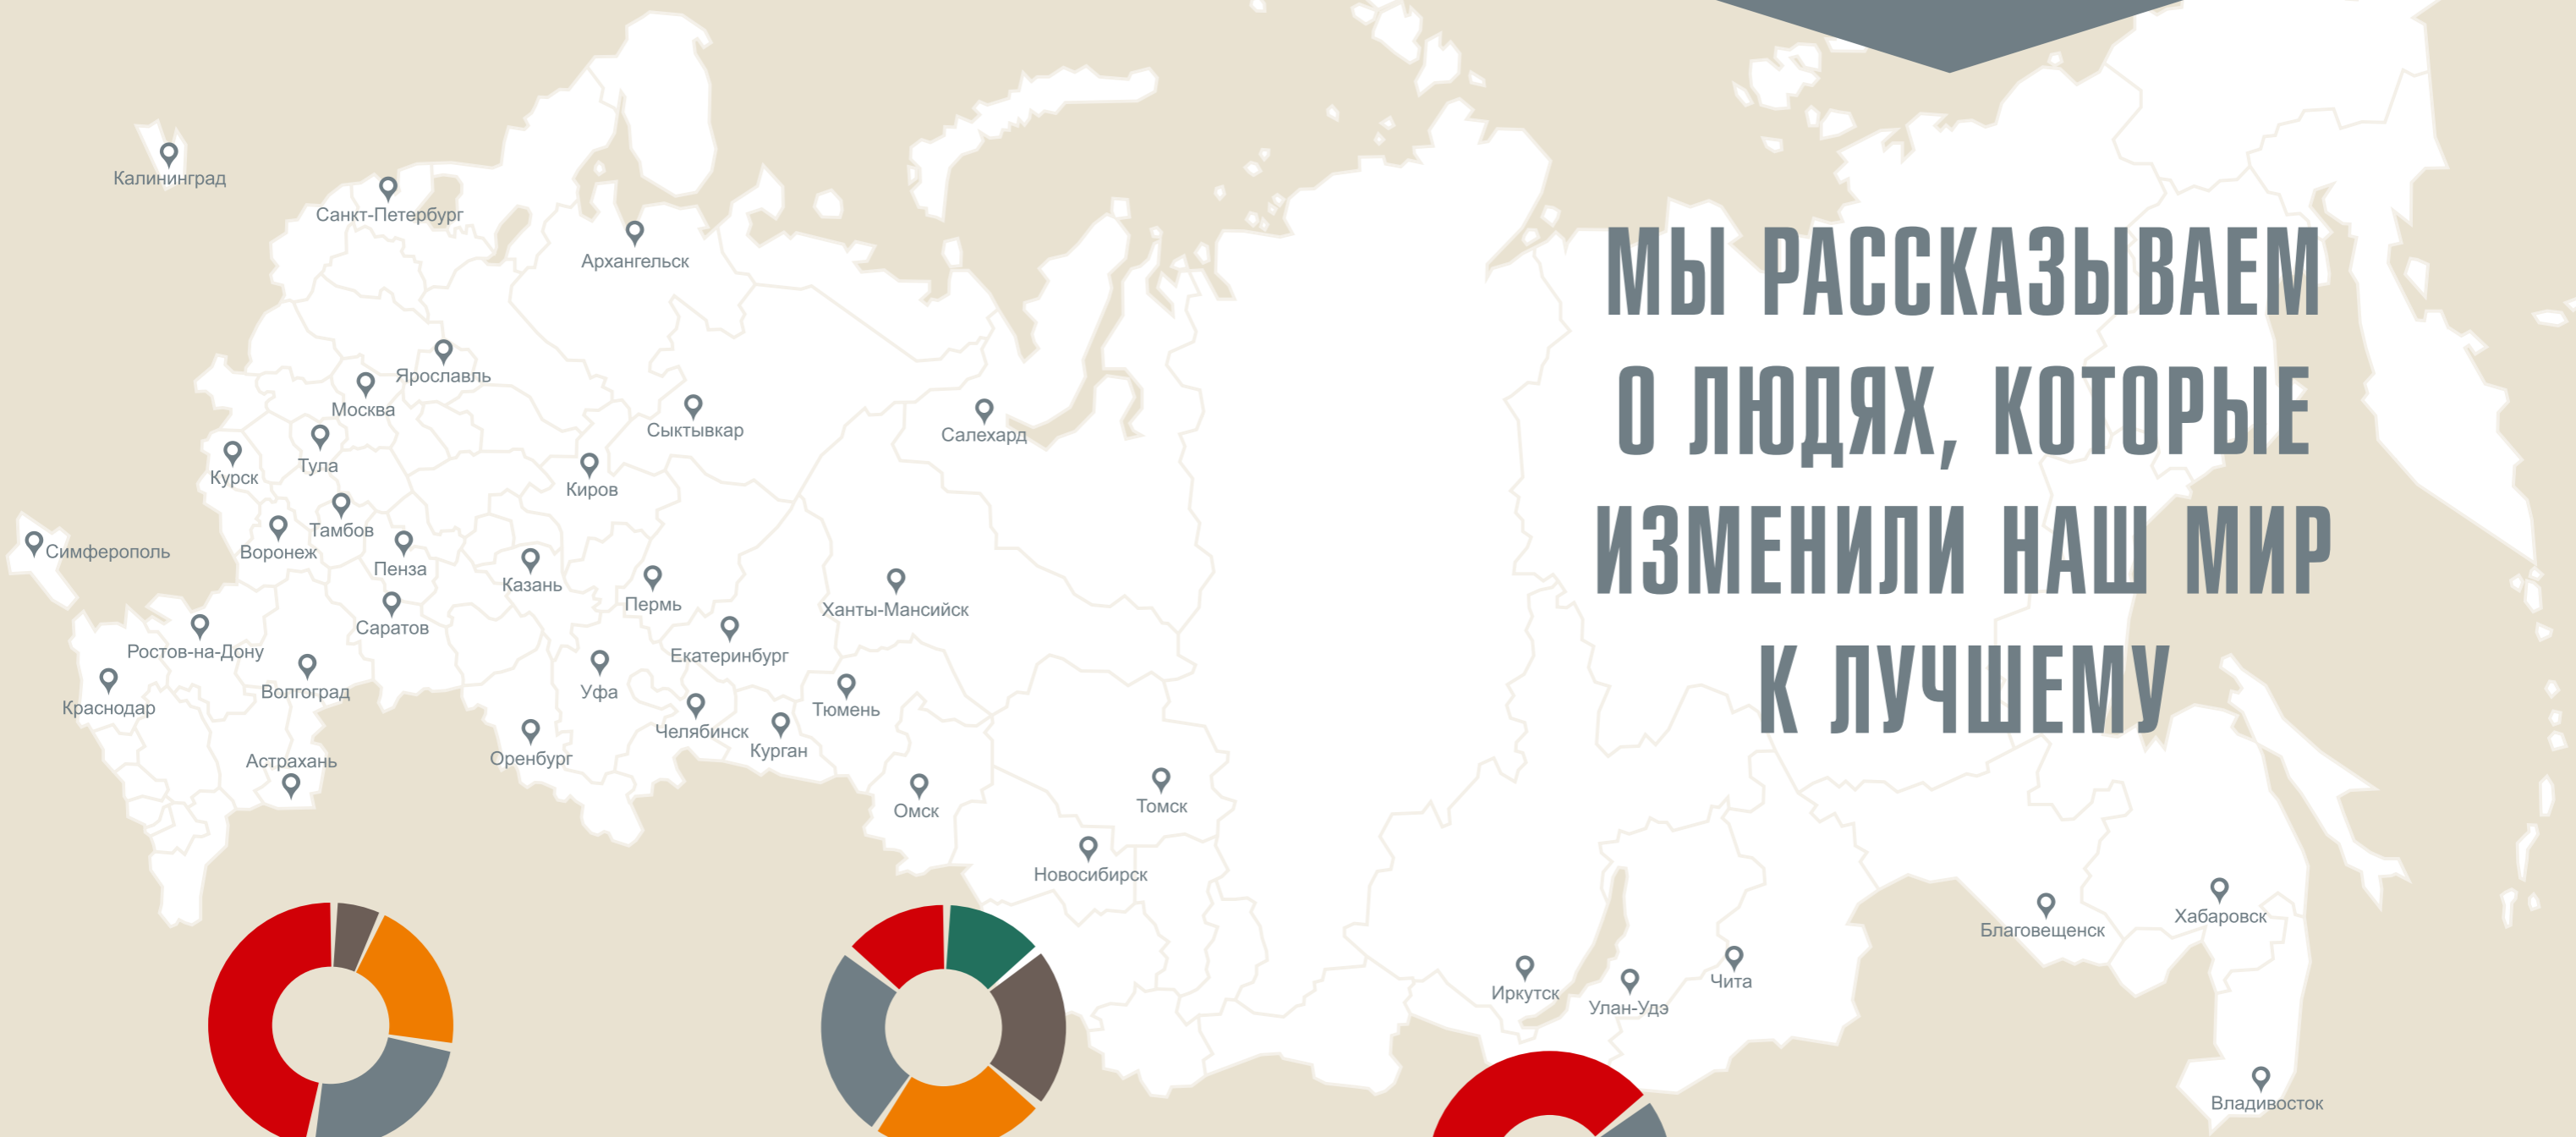 МЫ РАССКАЗЫВАЕМ
О ЛЮДЯХ, КОТОРЫЕ
ИЗМЕНИЛИ НАШ МИР
К ЛУЧШЕМУ
Калининград
Санкт-Петербург
Архангельск
Ярославль
Москва
Сыктывкар
Салехард
Тула
Курск
Киров
Тамбов
Воронеж
Симферополь
Пенза
Казань
Пермь
Ханты-Мансийск
Саратов
Ростов-на-Дону
Екатеринбург
Волгоград
Уфа
Краснодар
Тюмень
Челябинск
Курган
Оренбург
Астрахань
Омск
Томск
Новосибирск
Хабаровск
Благовещенск
Чита
Иркутск
Улан-Удэ
Владивосток